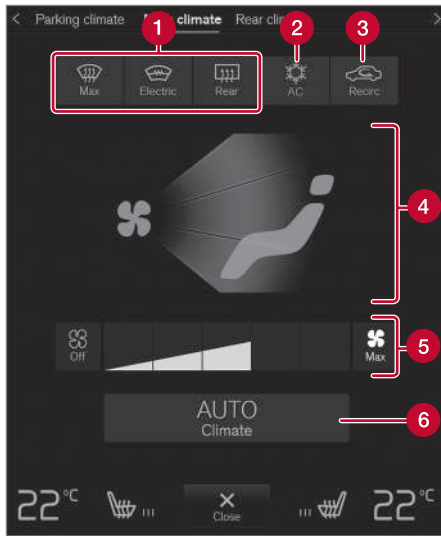 Parking climate climate Rear
1 2 3
Max Electric Rear AC Recirc
4
Off Max 5
AUTO
Climate
6
22°C Close 22°C